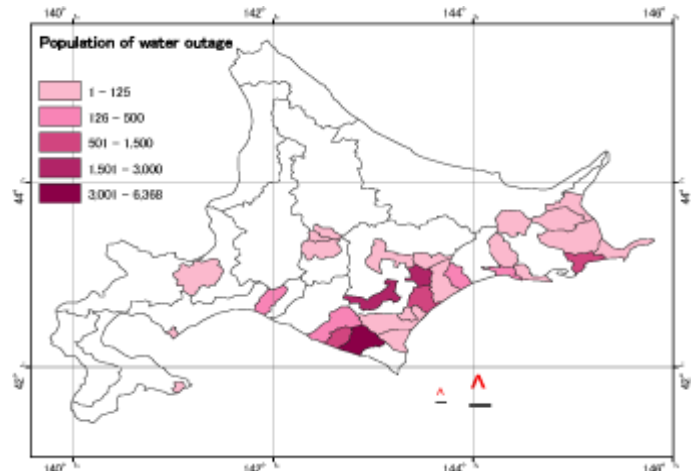 140° 142° 144° 146°
Population of water outage
1 - 125
126 - 500
501 - 1,500
1,501 - 3,000
3,001 - 6,368
44° 44°
42° 42°
140° 142° 144° 146°